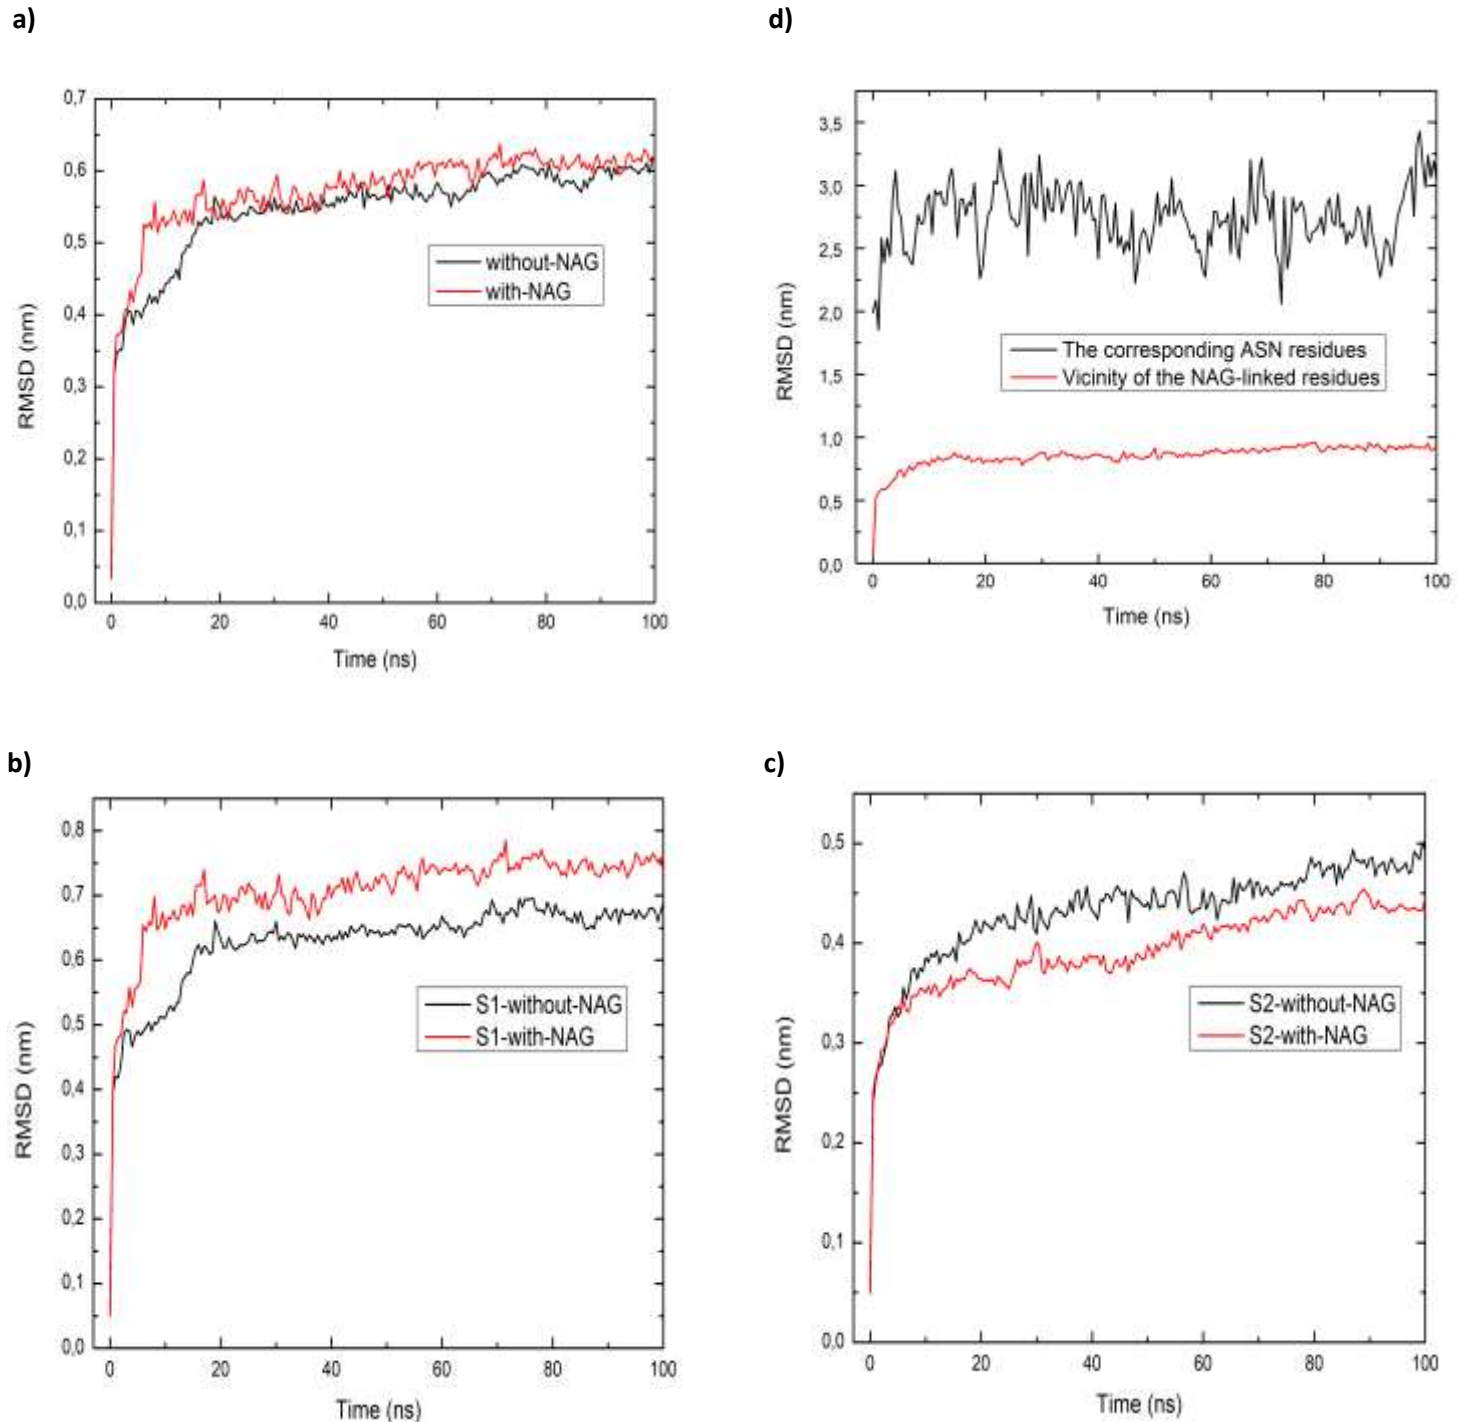 a)
0,7
0,6
0,5
0,4
0,3
0,2
0,1
0,0
RMSD (nm)
without-NAG
with-NAG
0 20 40 60 80 100
Time (ns)
d)
3,5
3,0
2,5
2,0
1,5
1,0
0,5
0,0
RMSD (nm)
The corresponding ASN residues
Vicinity of the NAG-linked residues
0 20 40 60 80 100
Time (ns)
b)
0,8
0,7
0,6
0,5
0,4
0,3
0,2
0,1
0,0
RMSD (nm)
S1-without-NAG
S1-with-NAG
0 20 40 60 80 100
Time (ns)
c)
0,5
0,4
0,3
0,2
0,1
0,0
RMSD (nm)
S2-without-NAG
S2-with-NAG
0 20 40 60 80 100
Time (ns)